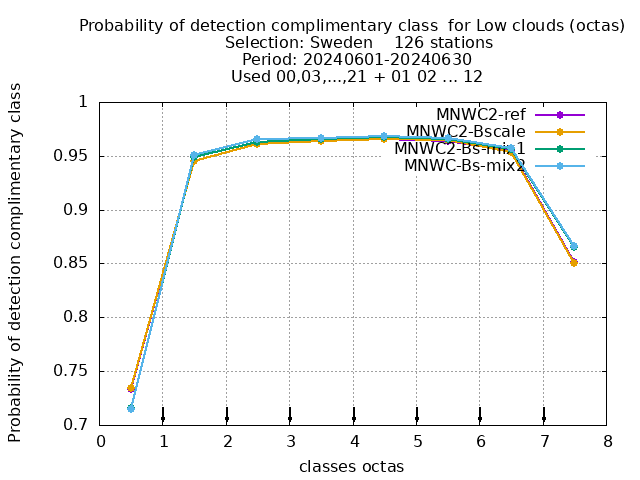 Probability of detection complimentary class  for Low clouds (octas)
Selection: Sweden    126 stations
Period: 20240601-20240630
Used 00,03,...,21 + 01 02 ... 12
Probability of detection complimentary class
1
0.95
0.9
0.85
0.8
0.75
0.7
MNWC2-ref
MNWC2-Bscale
MNWC2-Bs-mix1
MNWC-Bs-mix2
0 1 2 3 4 5 6 7 8
classes octas